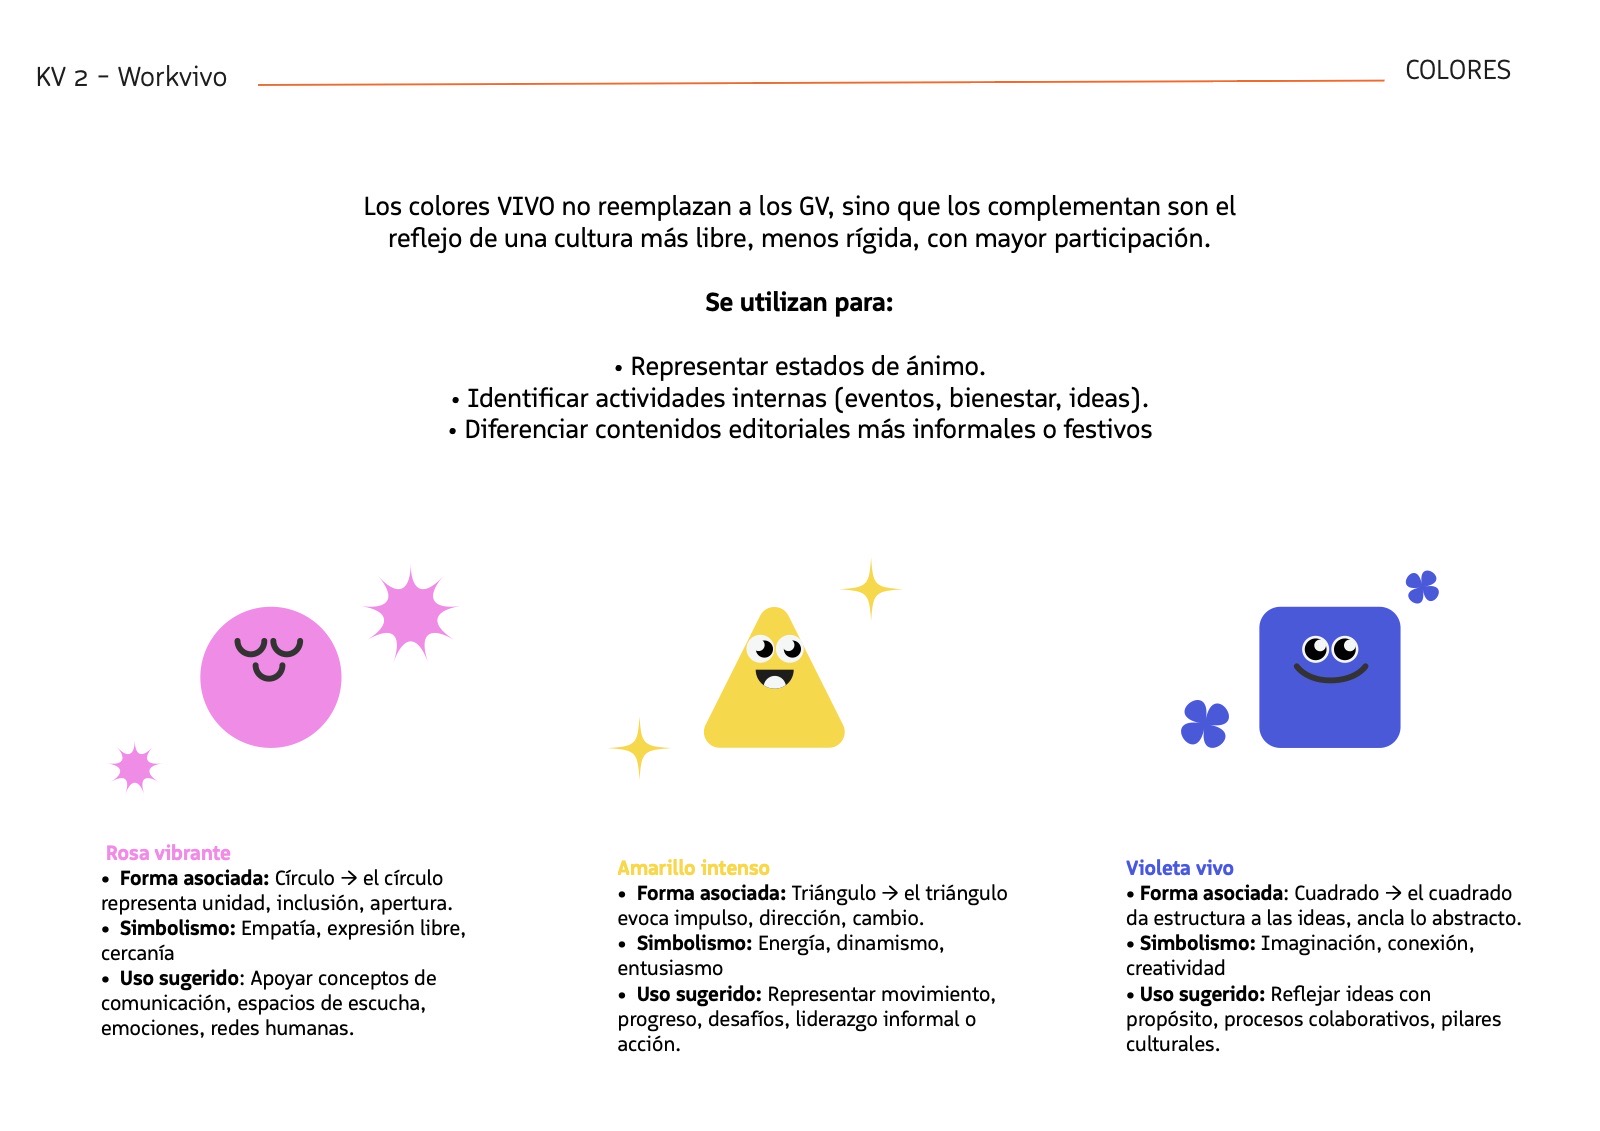 KV 2 - Workvivo
COLORES
Los colores VIVO no reemplazan a los GV, sino que los complementan son el
reflejo de una cultura más libre, menos rígida, con mayor participación.
Se utilizan para:
• Representar estados de ánimo.
• Identificar actividades internas (eventos, bienestar, ideas).
• Diferenciar contenidos editoriales más informales o festivos
Rosa vibrante
• Forma asociada: Círculo → el círculo
representa unidad, inclusión, apertura.
• Simbolismo: Empatía, expresión libre,
cercanía
• Uso sugerido: Apoyar conceptos de
comunicación, espacios de escucha,
emociones, redes humanas.
Amarillo intenso
• Forma asociada: Triángulo → el triángulo
evoca impulso, dirección, cambio.
• Simbolismo: Energía, dinamismo,
entusiasmo
• Uso sugerido: Representar movimiento,
progreso, desafíos, liderazgo informal o
acción.
Violeta vivo
• Forma asociada: Cuadrado → el cuadrado
da estructura a las ideas, ancla lo abstracto.
• Simbolismo: Imaginación, conexión,
creatividad
• Uso sugerido: Reflejar ideas con
propósito, procesos colaborativos, pilares
culturales.